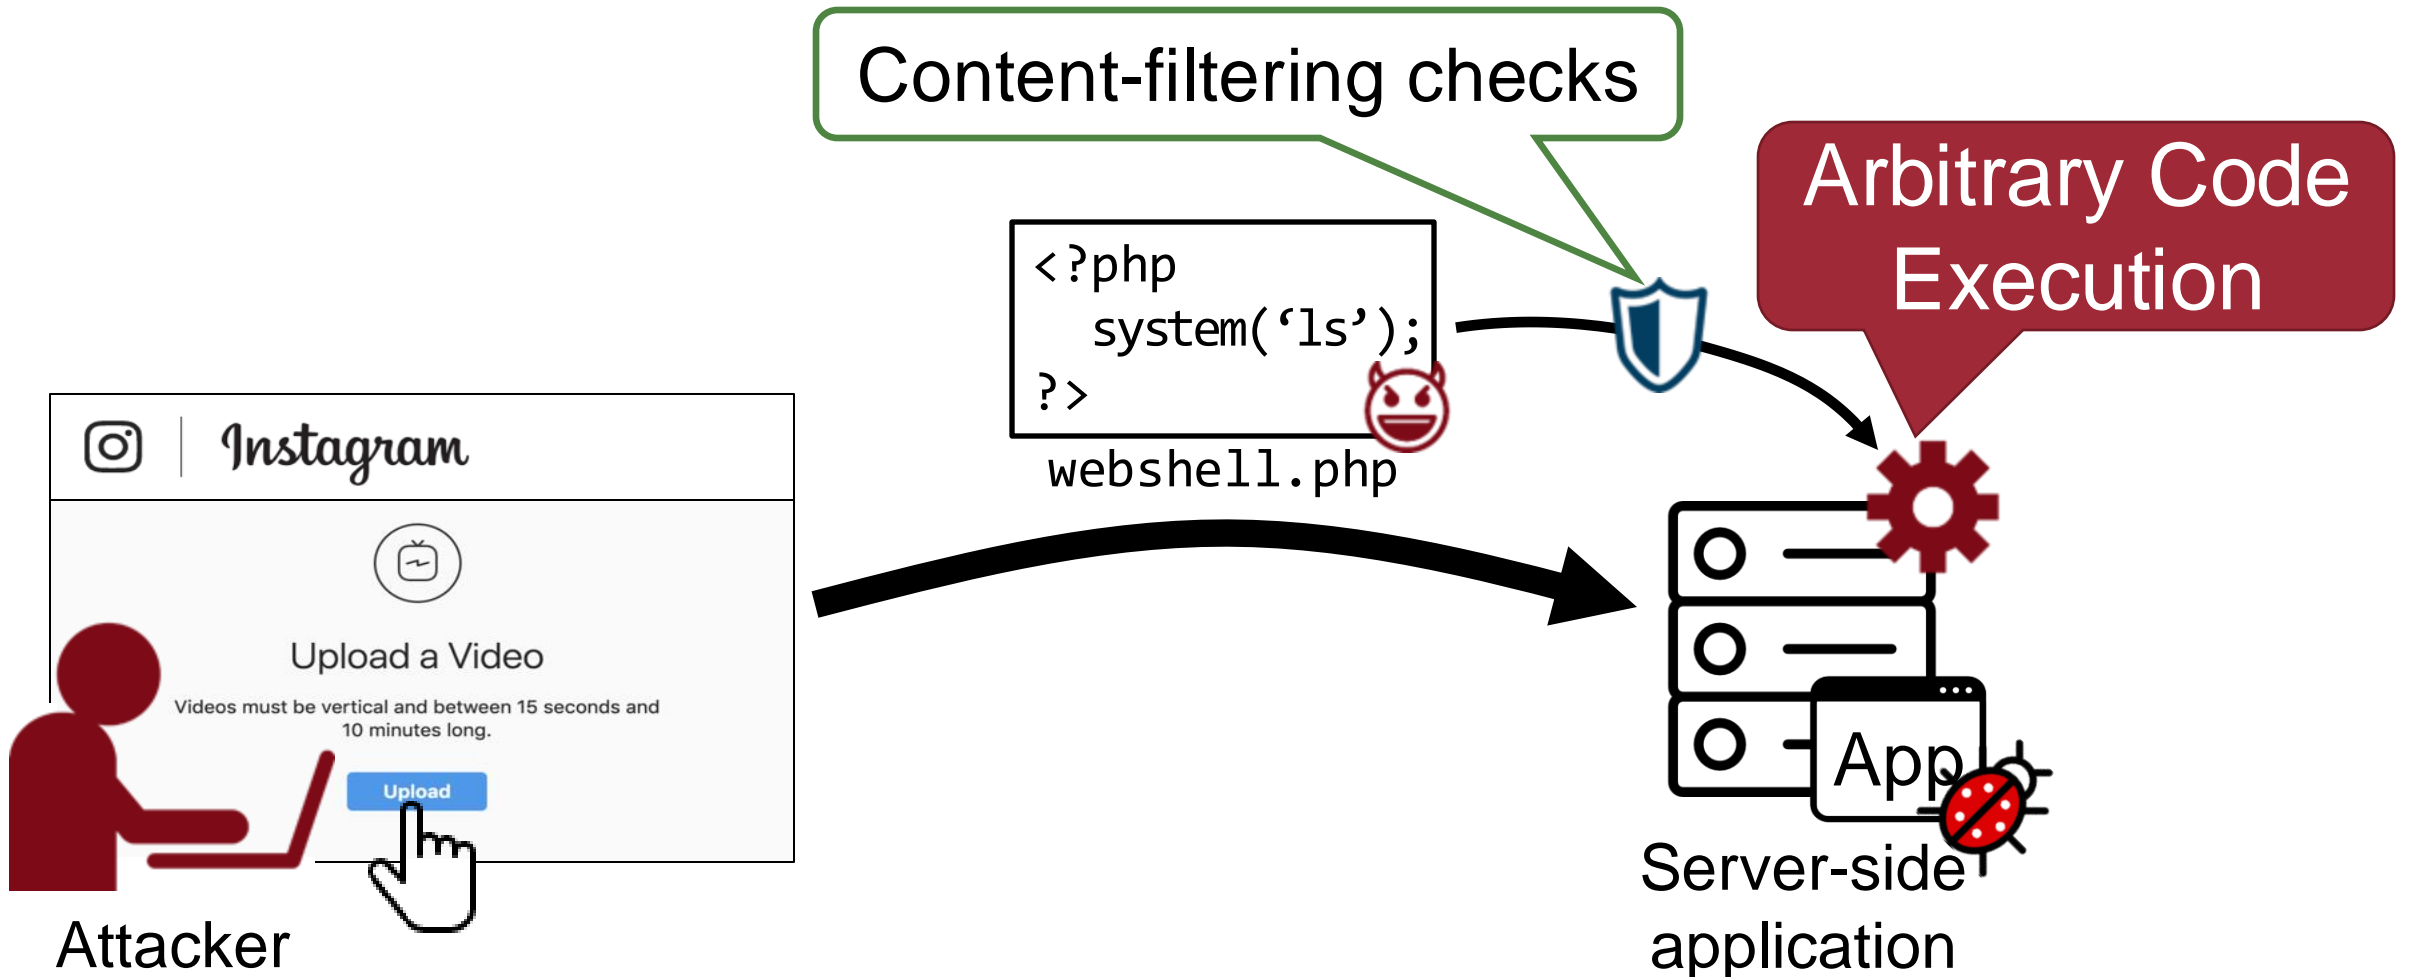 Content-filtering checks
Arbitrary Code
Execution
<?php
system(‘ls’);
?>
webshell.php
Instagram
Upload a Video
Videos must be vertical and between 15 seconds and
10 minutes long.
Upload
Attacker
App
Server-side
application